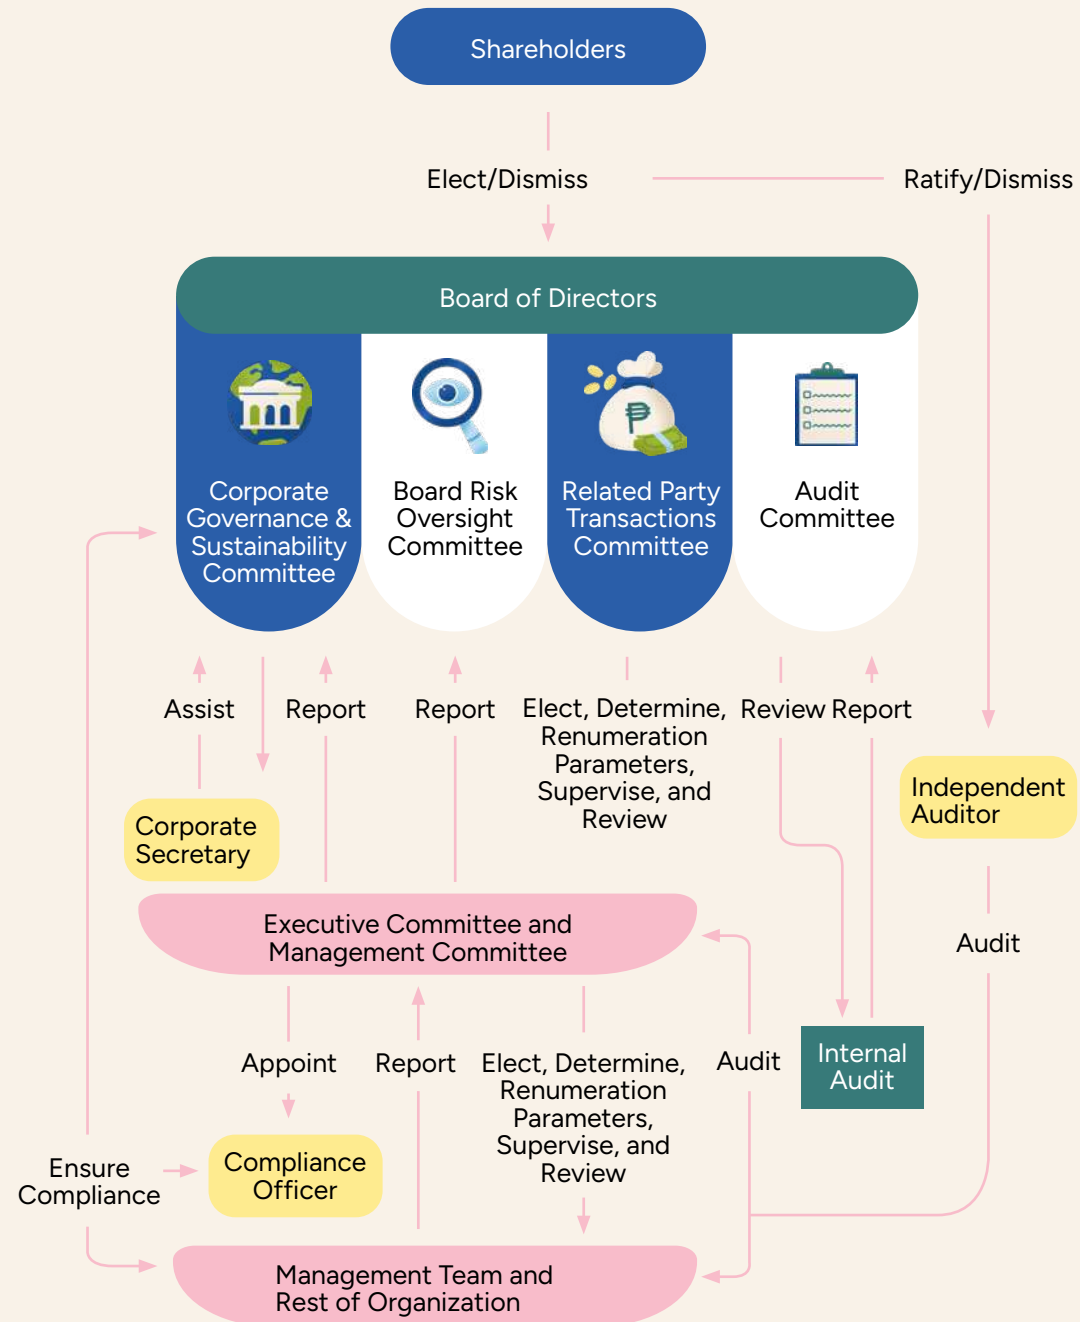 Shareholders
Elect/Dismiss
Ratify/Dismiss
Board of Directors
Corporate
Governance &
Sustainability
Committee
Board Risk
Oversight
Committee
Related Party
Transactions
Committee
Audit
Committee
₱
Assist
Report
Report
Elect, Determine,
Renumeration
Parameters,
Supervise, and
Review
Review
Report
Independent
Auditor
Corporate
Secretary
Executive Committee and
Management Committee
Audit
Appoint
Report
Elect, Determine,
Renumeration
Parameters,
Supervise, and
Review
Audit
Internal
Audit
Ensure
Compliance
Compliance
Officer
Management Team and
Rest of Organization